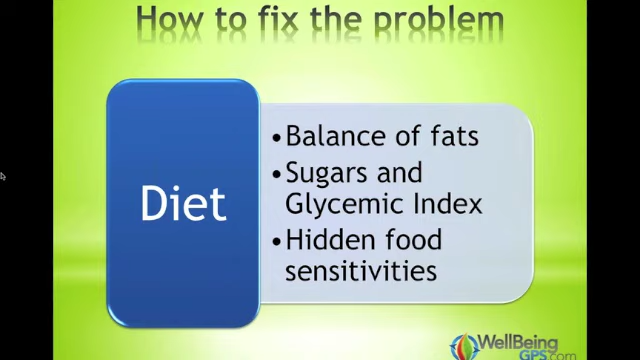 How to fix the problem
Diet
•Balance of fats
•Sugars and
Glycemic Index
•Hidden food
sensitivities
WellBeing
GPS.com